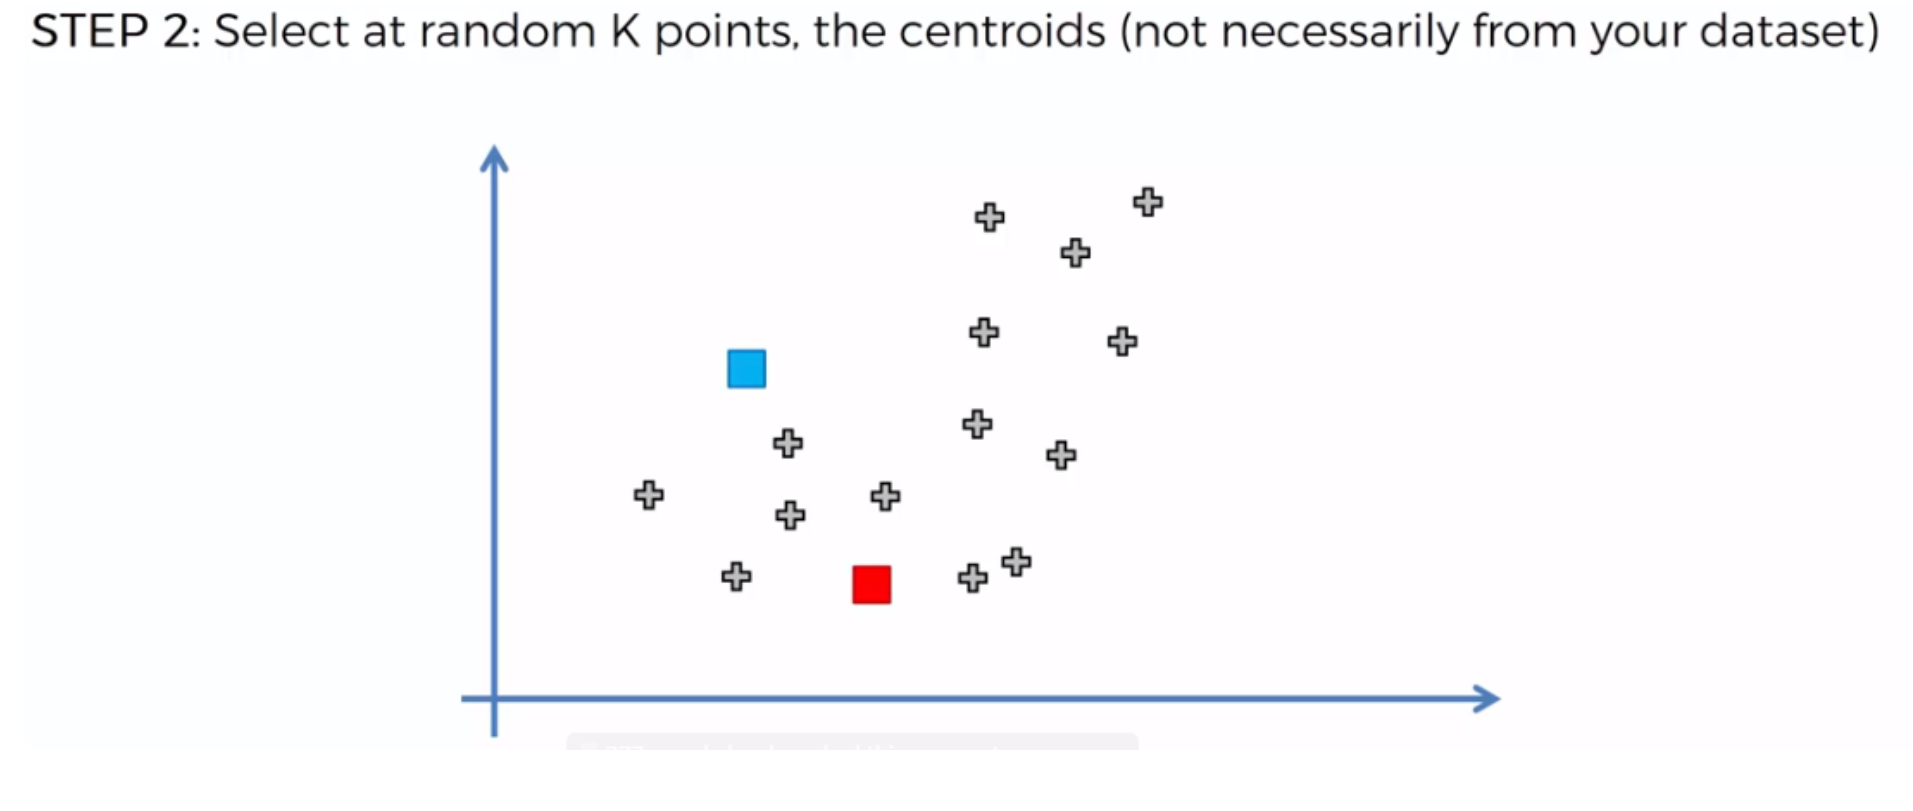 STEP 2: Select at random K points, the centroids (not necessarily from your dataset)